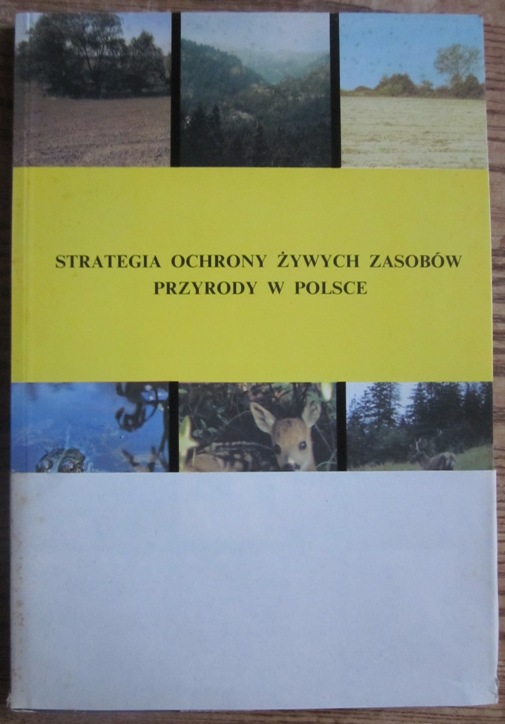 STRATEGIA OCHRONY ŻYWYCH ZASOBÓW
PRZYRODY W POLSCE